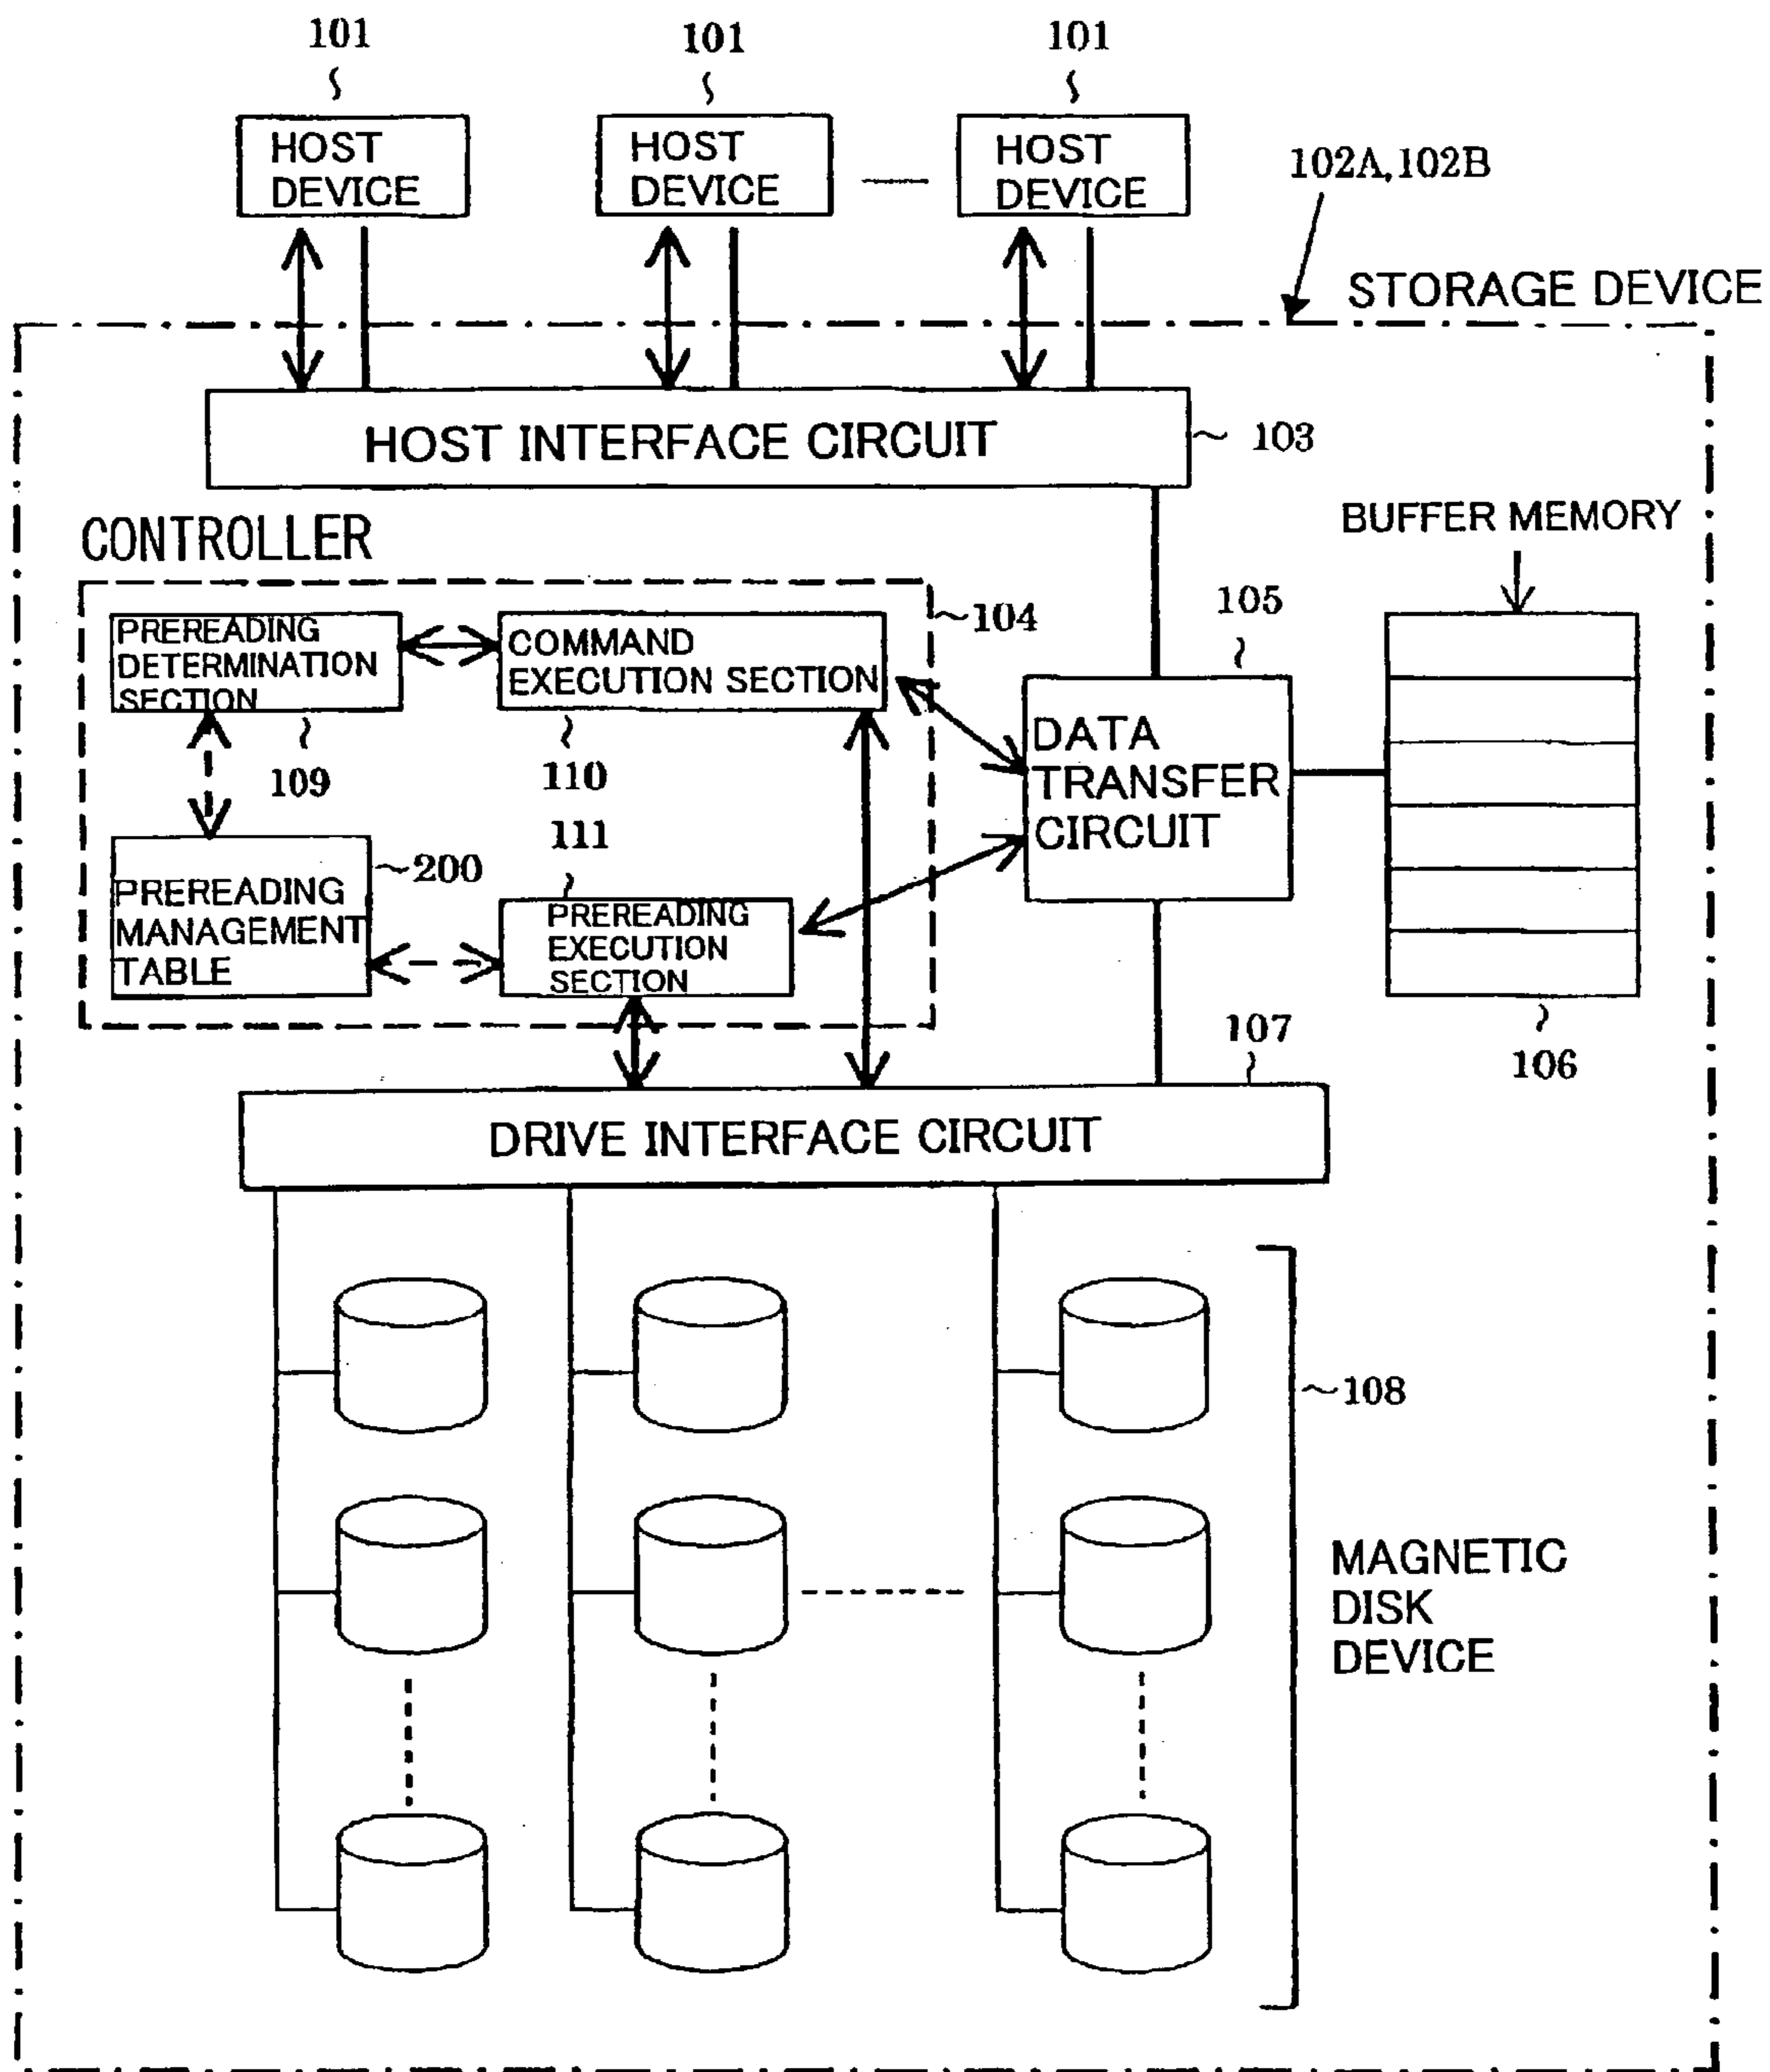 101
101
101
HOST
DEVICE
HOST
DEVICE
HOST
DEVICE
102A,102B
STORAGE DEVICE
HOST INTERFACE CIRCUIT
103
CONTROLLER
BUFFER MEMORY
104
105
PREREADING
DETERMINATION
SECTION
COMMAND
EXECUTION SECTION
109
110
DATA
TRANSFER
CIRCUIT
111
200
PREREADING
MANAGEMENT
TABLE
PREREADING
EXECUTION
SECTION
106
107
DRIVE INTERFACE CIRCUIT
108
MAGNETIC
DISK
DEVICE